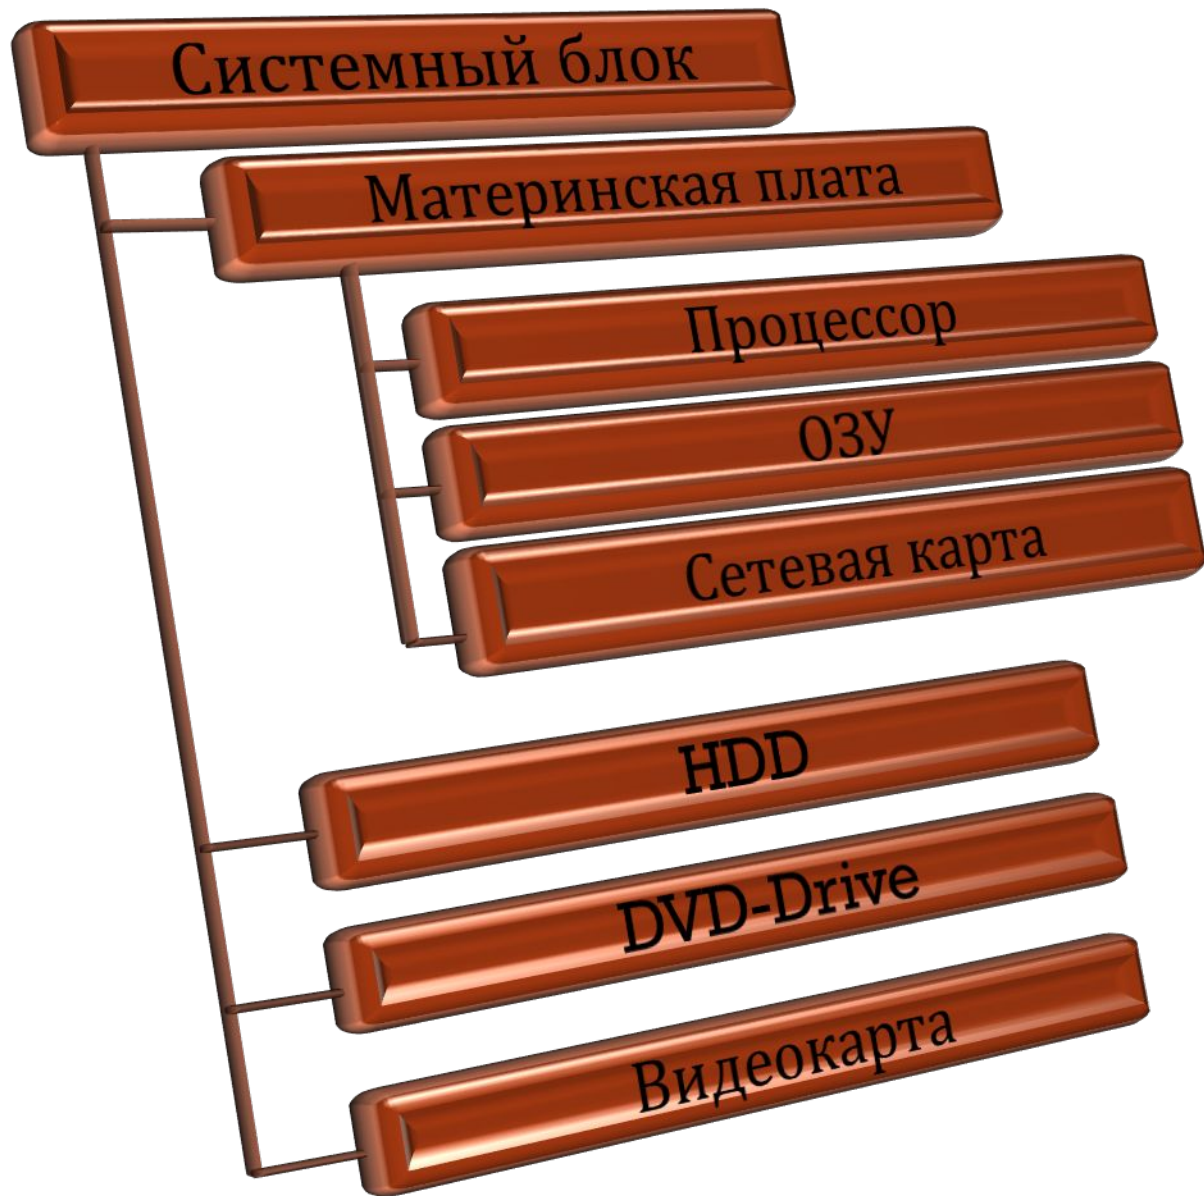 Системный блок
Материнская плата
Процессор
ОЗУ
Сетевая карта
HDD
DVD-Drive
Видеокарта